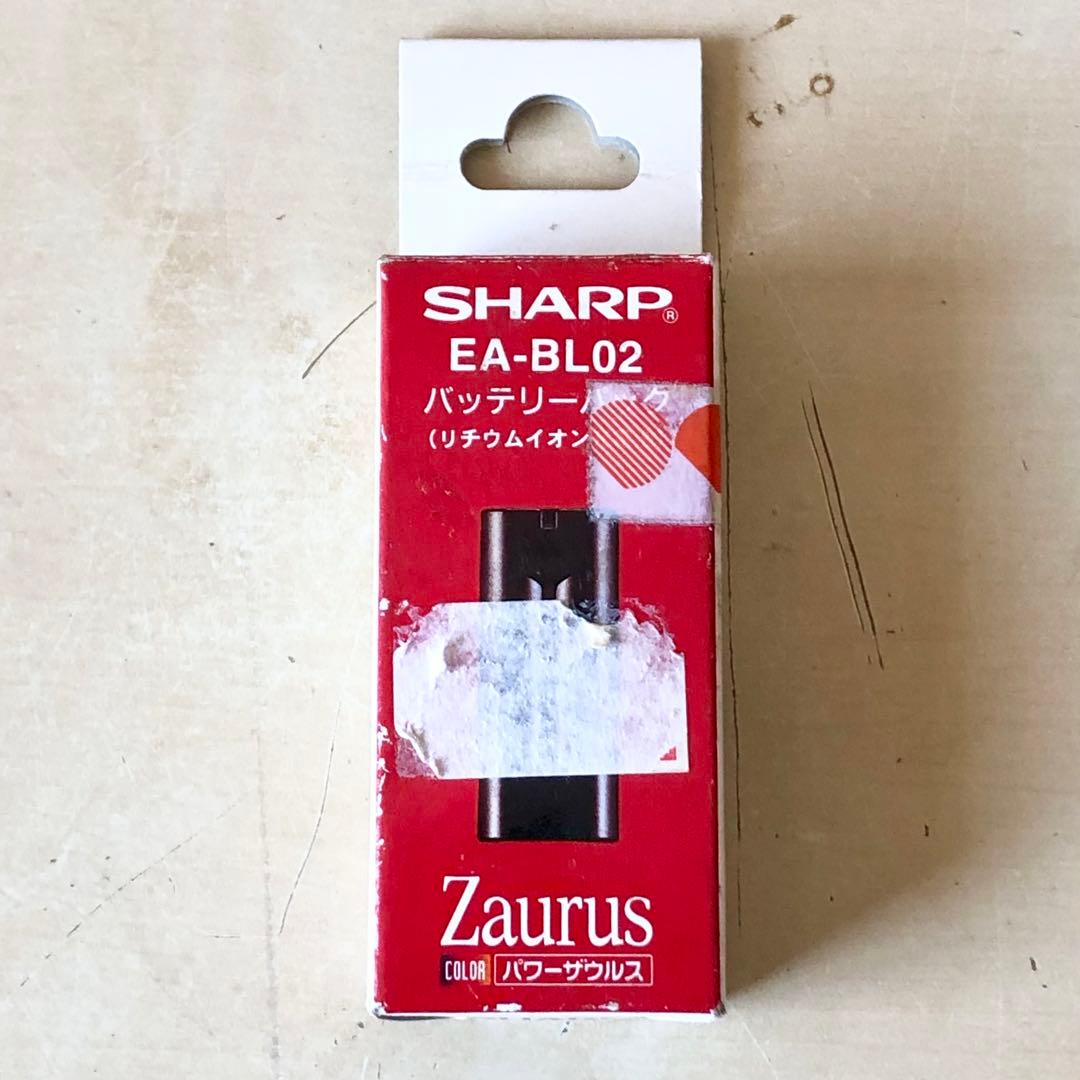 SHARP®
EA-BL02
バッテリーパック
(リチウムイオン
Zaurus
COLOR パワーザウルス